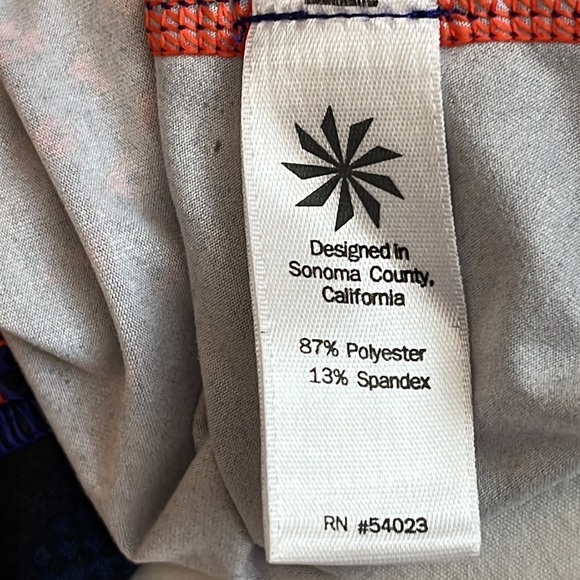 Designed in
Sonoma County,
California
87% Polyester
13% Spandex
RN #54023